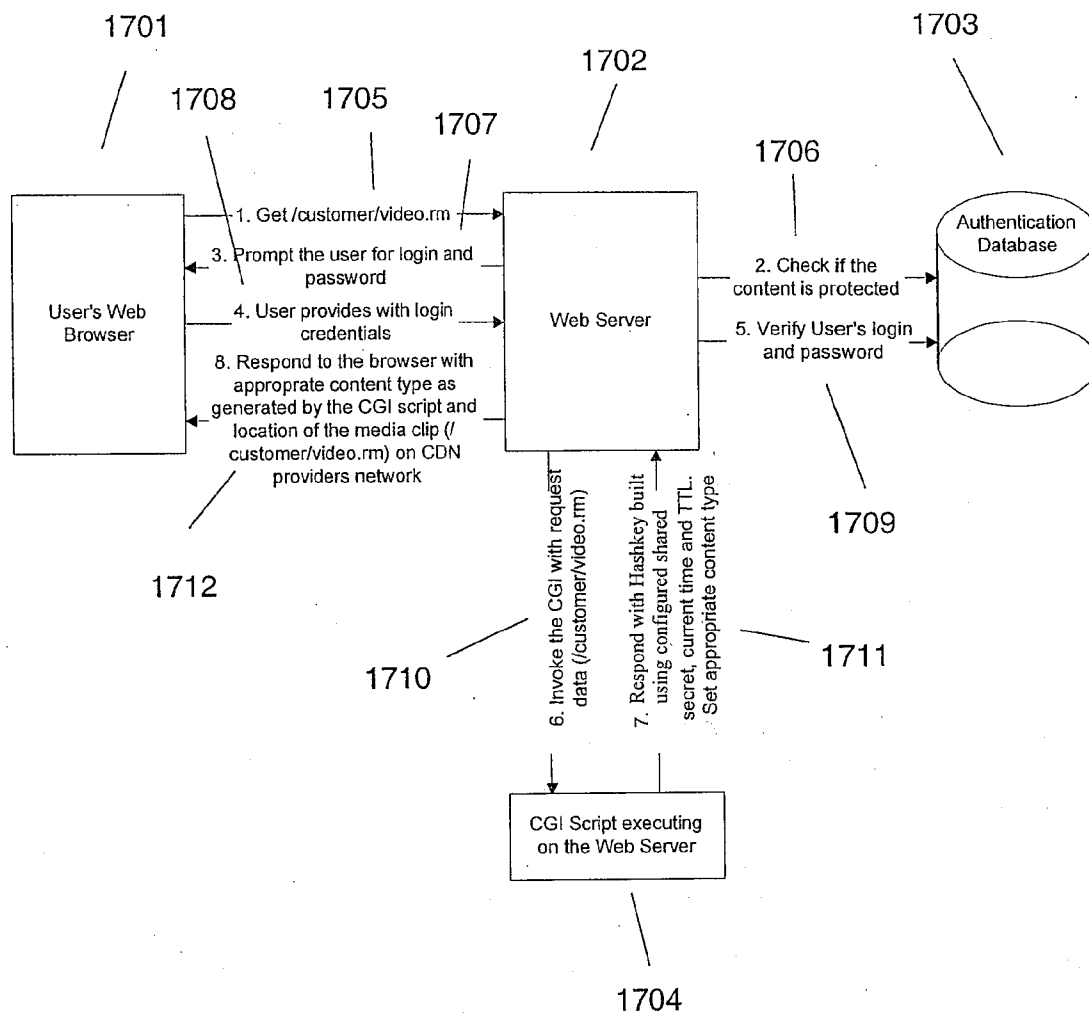 1701
1703
1702
1708
1705
1707
1706
1. Get /customer/video.rm
3. Prompt the user for login and
password
4. User provides with login
credentials
8. Respond to the browser with
approprate content type as
generated by the CGI script and
location of the media clip (/
customer/video.rm) on CDN
providers network
User's Web
Browser
Web Server
2. Check if the
content is protected
5. Verify User's login
and password
Authentication
Database
1709
1712
6. Invoke the CGI with request
data (/customer/video.rm)
7. Respond with Hashkey built
using configured shared
secret, current time and TTL.
Set appropriate content type
1710
1711
CGI Script executing
on the Web Server
1704